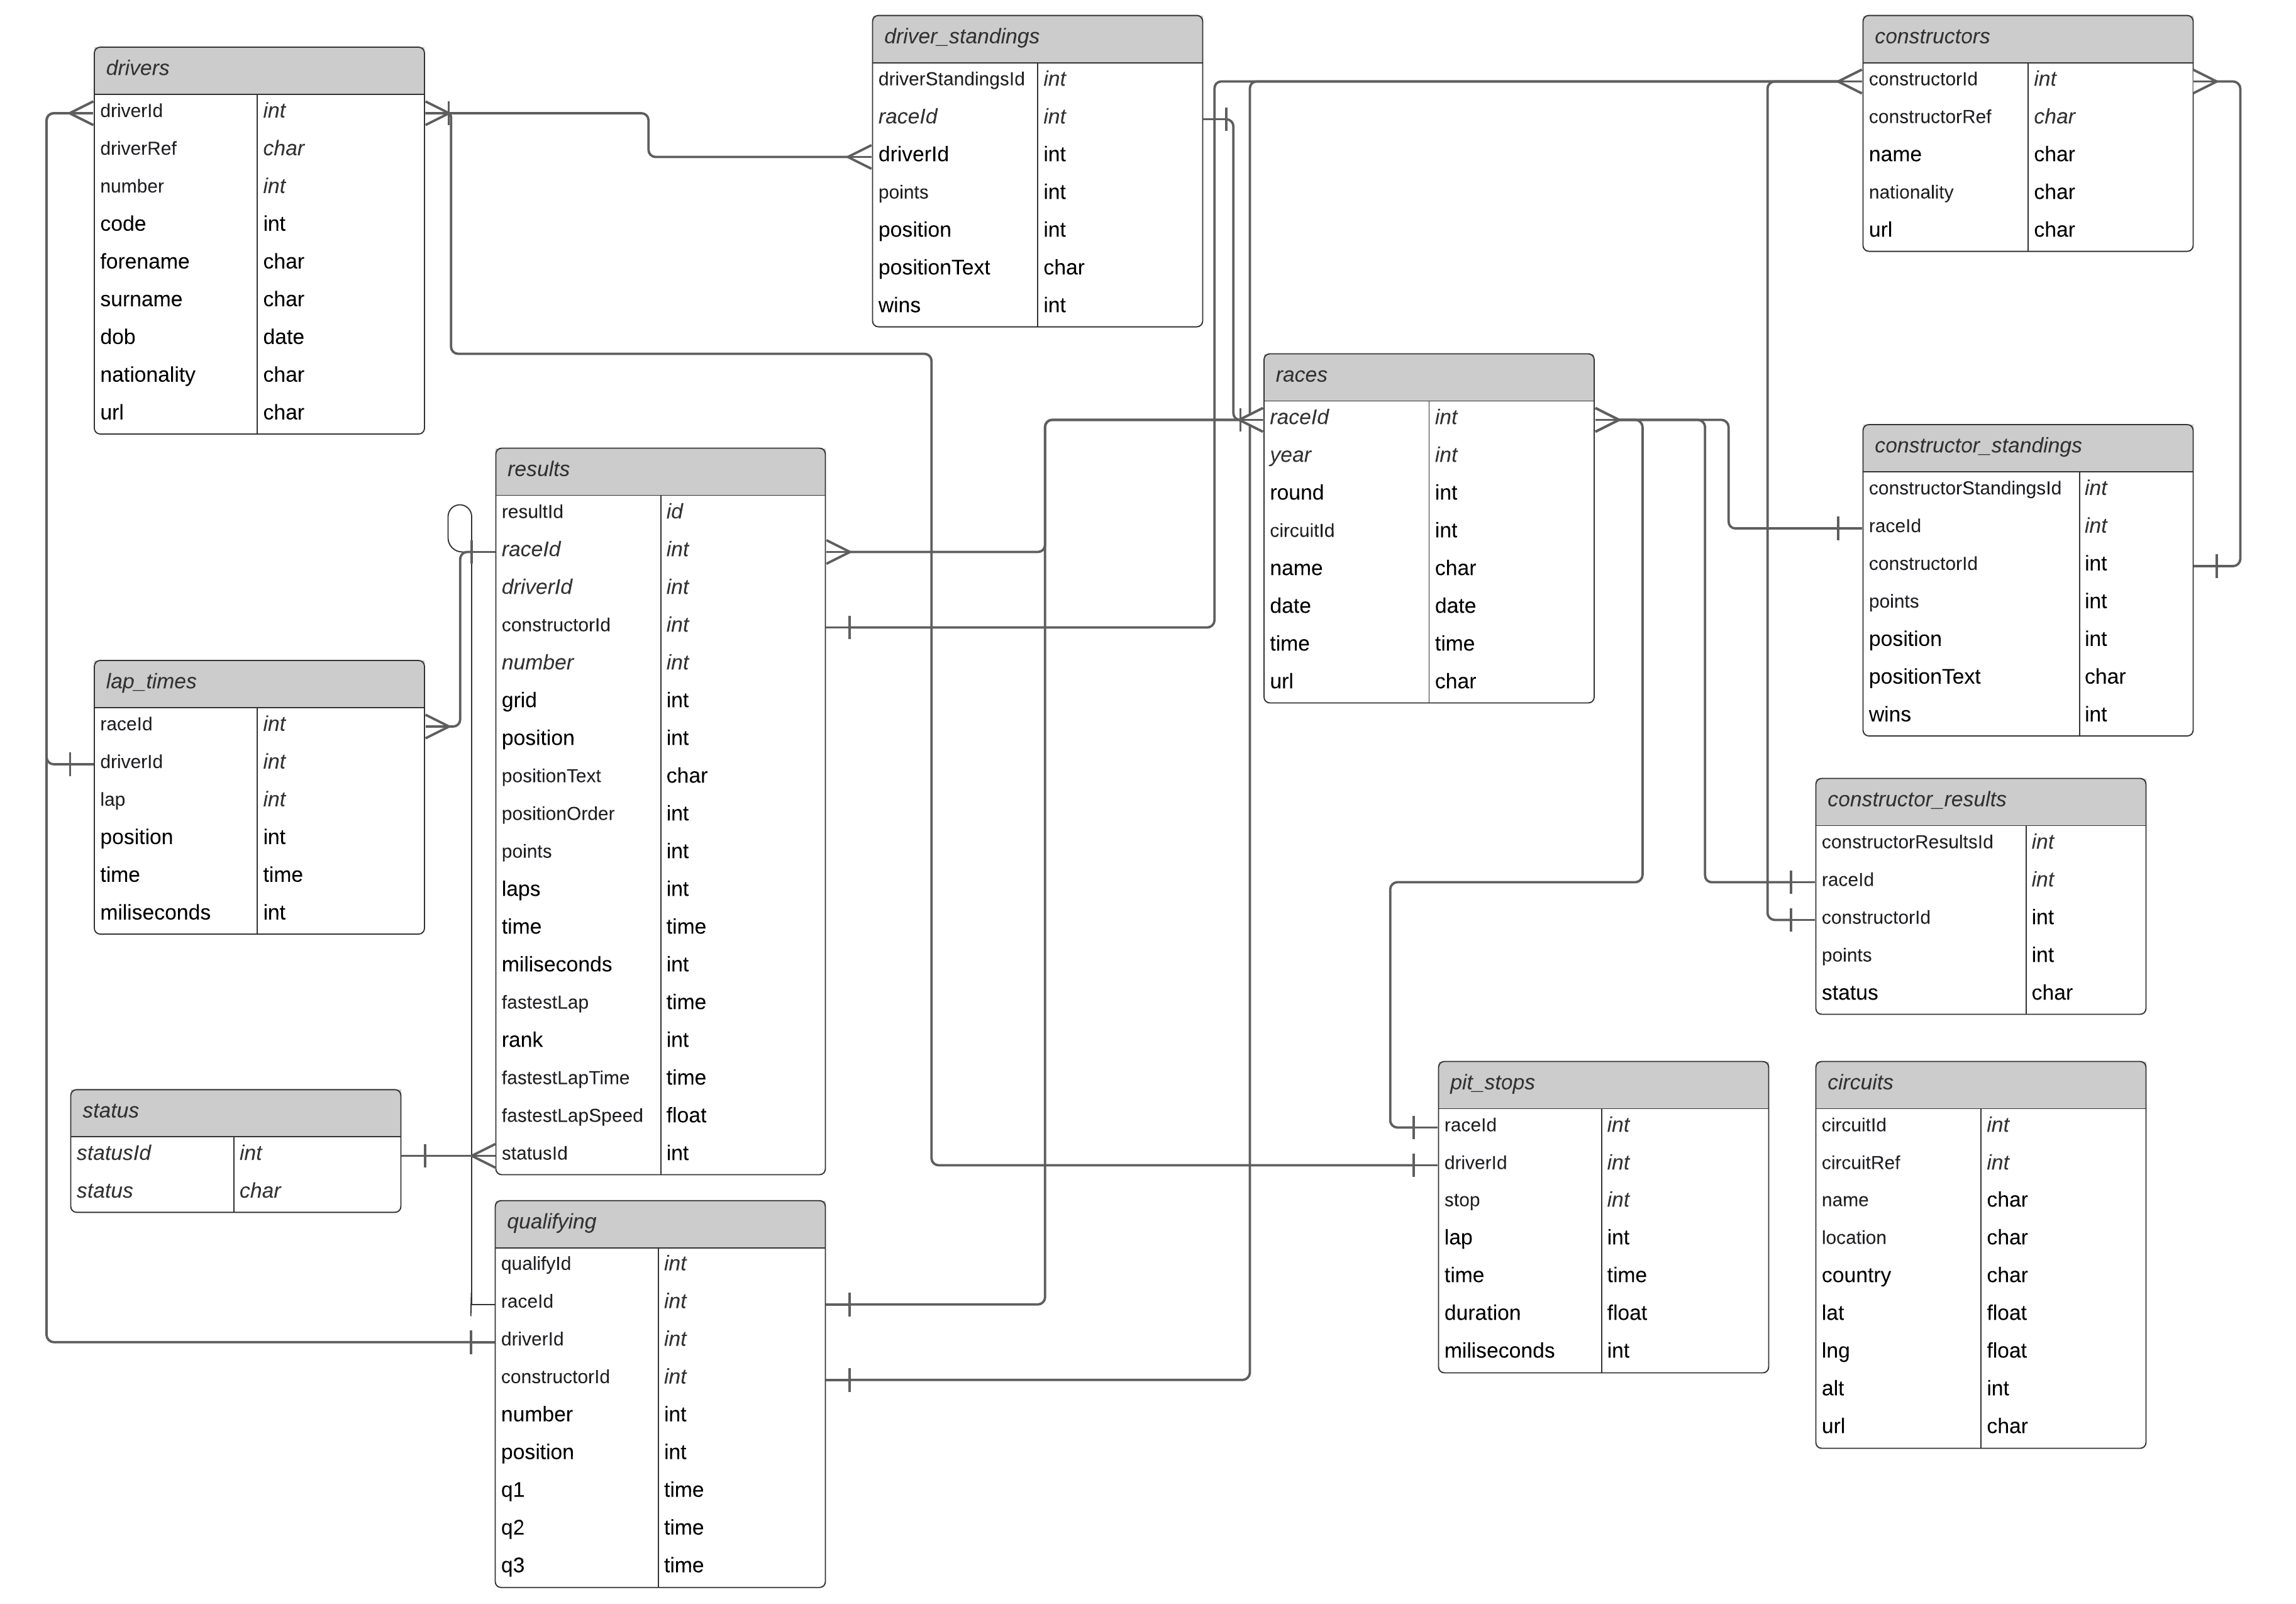 drivers
driverId int
driverRef char
number int
code int
forename char
surname char
dob date
nationality char
url char
driver_standings
driverStandingsId int
raceId int
driverId int
points int
position int
positionText char
wins int
constructors
constructorId int
constructorRef char
name char
nationality char
url char
races
raceId int
year int
round int
circuitId int
name char
date date
time time
url char
constructor_standings
constructorStandingsId int
raceId int
constructorId int
points int
position int
positionText char
wins int
results
resultId id
raceId int
driverId int
constructorId int
number int
grid int
position int
positionText char
positionOrder int
points int
laps int
time time
miliseconds int
fastestLap time
rank int
fastestLapTime time
fastestLapSpeed float
statusId int
lap_times
raceId int
driverId int
lap int
position int
time time
miliseconds int
constructor_results
constructorResultsId int
raceId int
constructorId int
points int
status char
status
statusId int
status char
pit_stops
raceId int
driverId int
stop int
lap int
time time
duration float
miliseconds int
circuits
circuitId int
circuitRef int
name char
location char
country char
lat float
lng float
alt int
url char
qualifying
qualifyId int
raceId int
driverId int
constructorId int
number int
position int
q1 time
q2 time
q3 time